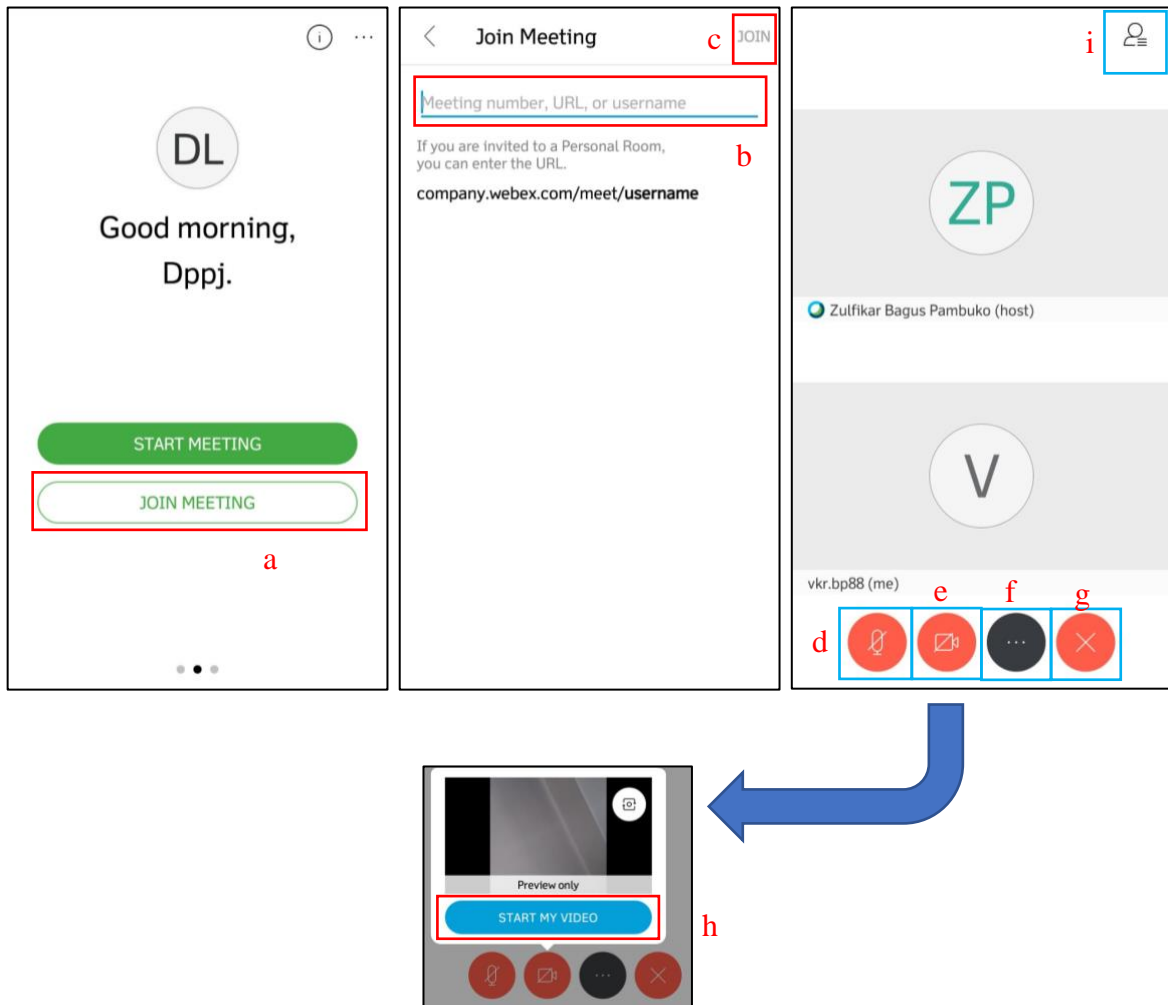 DL
Good morning,
Dppj.
START MEETING
JOIN MEETING
a
Join Meeting
c
JOIN
Meeting number, URL, or username
b
If you are invited to a Personal Room,
you can enter the URL.
company.webex.com/meet/username
i
ZP
Zulfikar Bagus Pambuko (host)
V
vkr.bp88 (me)
d
e
f
g
Preview only
START MY VIDEO
h